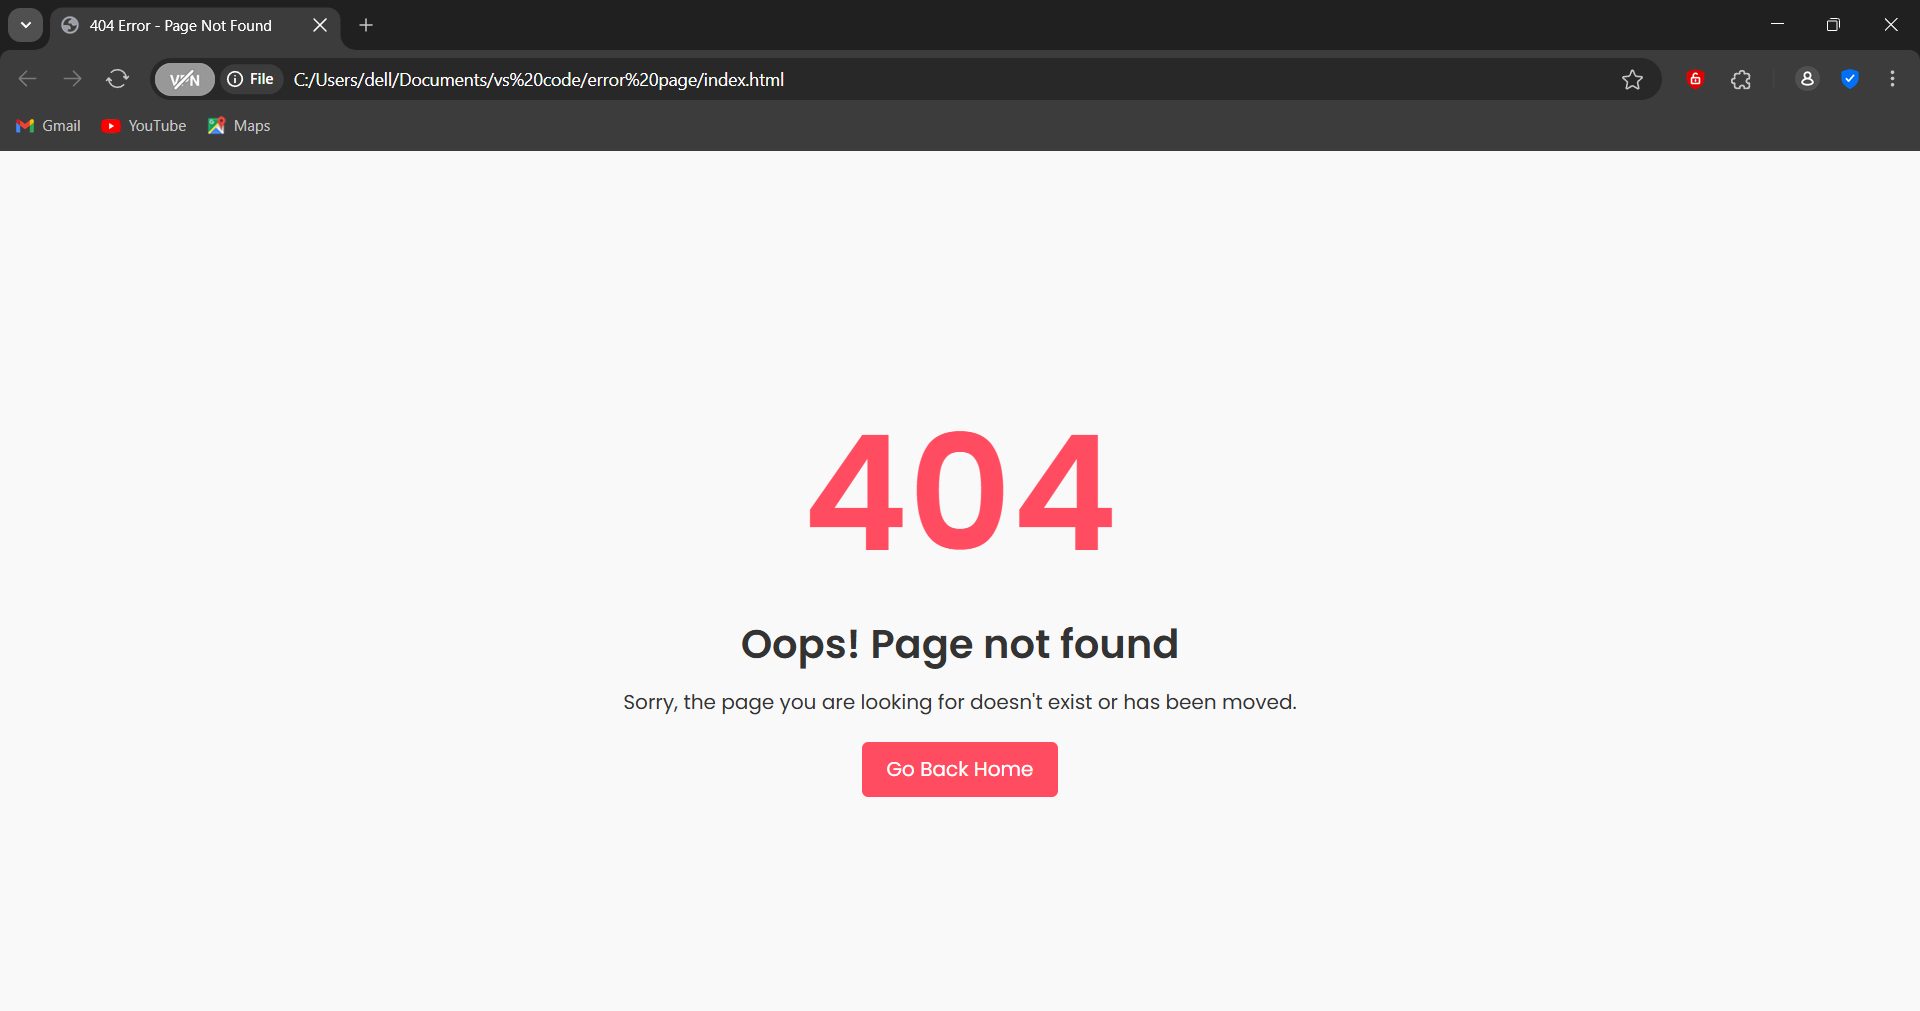 404 Error - Page Not Found
VPN
File
C:/Users/dell/Documents/vs%20code/error%20page/index.html
Gmail
YouTube
Maps
404
Oops! Page not found
Sorry, the page you are looking for doesn't exist or has been moved.
Go Back Home